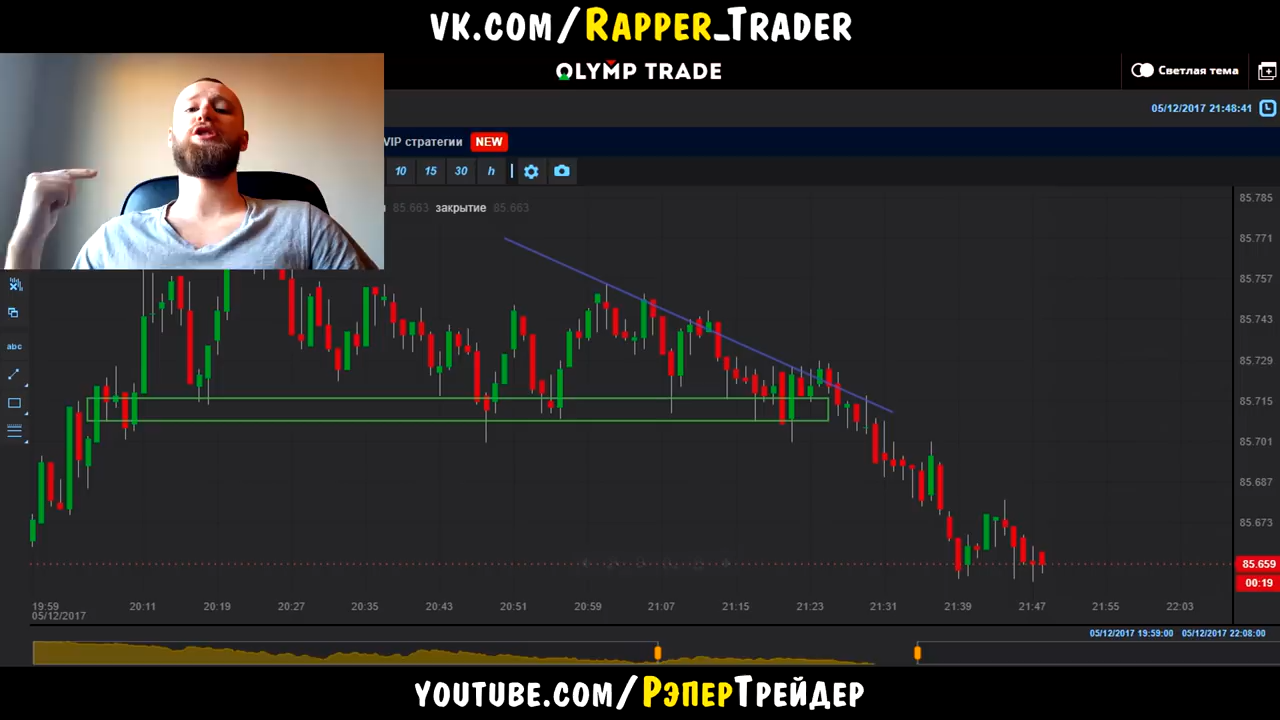 vk.com/Rapper_Trader
OLYMP TRADE
Светлая тема
05/12/2017 21:48:41
VIP стратегии NEW
10 15 30 h
85.663 закрытие 85.663
abc
85.785
85.771
85.757
85.743
85.729
85.715
85.701
85.687
85.673
85.659
00:19
19:59 20:11 20:19 20:27 20:35 20:43 20:51 20:59 21:07 21:15 21:23 21:31 21:39 21:47 21:55 22:03
05/12/2017
05/12/2017 19:59:00 05/12/2017 22:08:00
youtube.com/РэперТрейдер